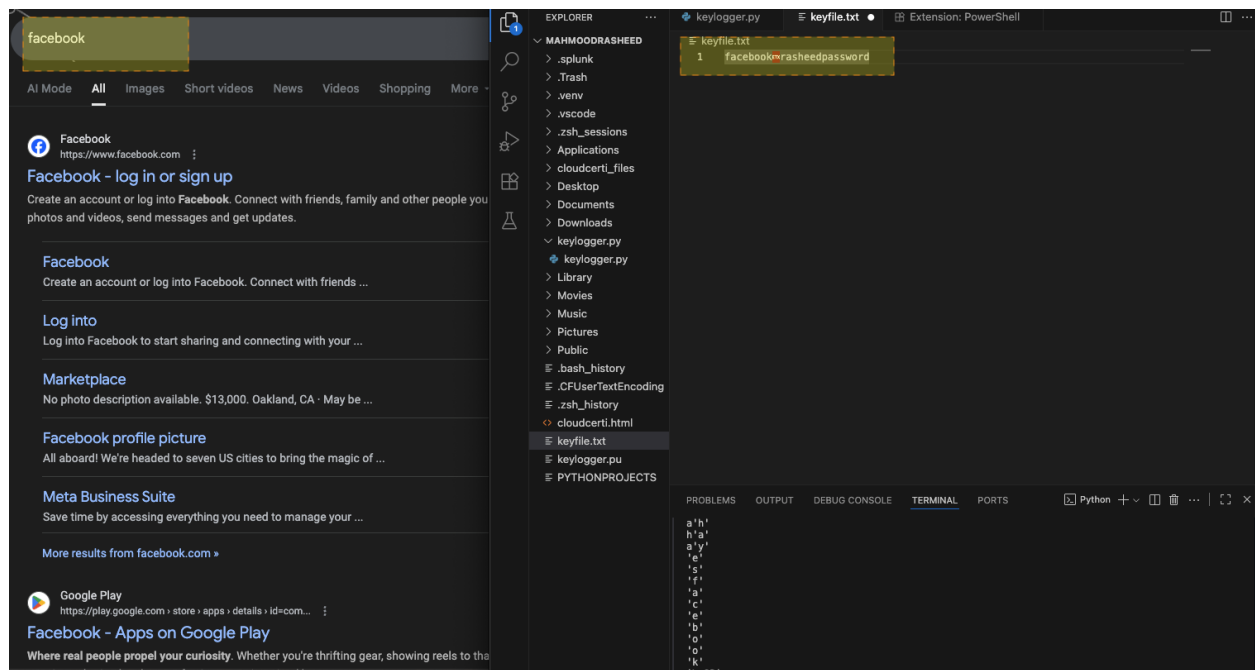 facebook
AI Mode All Images Short videos News Videos Shopping More
Facebook
https://www.facebook.com
Facebook - log in or sign up
Create an account or log into Facebook. Connect with friends, family and other people you
photos and videos, send messages and get updates.
Facebook
Create an account or log into Facebook. Connect with friends ...
Log into
Log into Facebook to start sharing and connecting with your ...
Marketplace
No photo description available. $13,000. Oakland, CA · May be ...
Facebook profile picture
All aboard! We're headed to seven US cities to bring the magic of ...
Meta Business Suite
Save time by accessing everything you need to manage your ...
More results from facebook.com »
Google Play
https://play.google.com › store › apps › details › id=com...
Facebook - Apps on Google Play
Where real people propel your curiosity. Whether you're thrifting gear, showing reels to tha
1
EXPLORER ...
MAHMOODRASHEED
.splunk
.Trash
.venv
.vscode
.zsh_sessions
Applications
cloudcerti_files
Desktop
Documents
Downloads
keylogger.py
keylogger.py
Library
Movies
Music
Pictures
Public
.bash_history
.CFUserTextEncoding
.zsh_history
cloudcerti.html
keyfile.txt
keylogger.pu
PYTHONPROJECTS
keylogger.py keyfile.txt Extension: PowerShell
keyfile.txt
1 facebook rasheedpassword
PROBLEMS OUTPUT DEBUG CONSOLE TERMINAL PORTS Python
a'h'
h'a'
a'y'
'e'
's'
'f'
'a'
'c'
'e'
'b'
'o'
'o'
'k'